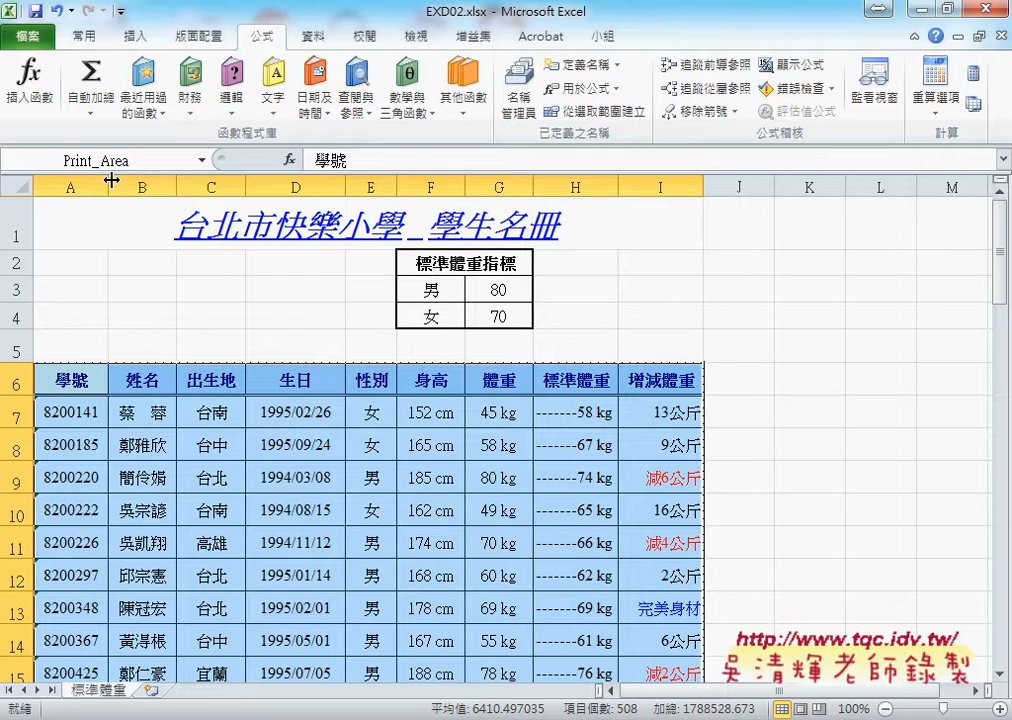 EXD02.xlsx - Microsoft Excel
檔案 常用 插入 版面配置 公式 資料 校閱 檢視 增益集 Acrobat 小組
插入函數 自動加總 最近用過的函數 財務 邏輯 文字 日期及時間 查閱與參照 數學與三角函數 其他函數
函數程式庫
名稱管理員 定義名稱 用於公式 從選取範圍建立
已定義之名稱
追蹤前導參照 追蹤從屬參照 移除箭號 顯示公式 錯誤檢查 評估值公式 監看視窗
公式稽核
重算選項
計算
Print_Area fx 學號
A B C D E F G H I J K L M
1 台北市快樂小學_學生名冊
2 標準體重指標
3 男 80
4 女 70
5
6 學號 姓名 出生地 生日 性別 身高 體重 標準體重 增減體重
7 8200141 蔡 蓉 台南 1995/02/26 女 152 cm 45 kg -------58 kg 13公斤
8 8200185 鄭雅欣 台中 1995/09/24 女 165 cm 58 kg -------67 kg 9公斤
9 8200220 簡伶娟 台北 1994/03/08 男 185 cm 80 kg -------74 kg 減6公斤
10 8200222 吳宗諺 台南 1994/08/15 女 162 cm 49 kg -------65 kg 16公斤
11 8200226 吳凱翔 高雄 1994/11/12 男 174 cm 70 kg -------66 kg 減4公斤
12 8200297 邱宗憲 台北 1995/01/14 男 168 cm 60 kg -------62 kg 2公斤
13 8200348 陳冠宏 台北 1995/02/01 男 178 cm 69 kg -------69 kg 完美身材
14 8200367 黃淂根 台中 1995/05/01 男 167 cm 55 kg -------61 kg 6公斤
15 8200425 鄭仁豪 宜蘭 1995/07/05 男 188 cm 78 kg -------76 kg 減2公斤
http://www.tqc.idv.tw/
吳清輝老師錄製
標準體重
就緒 平均值: 6410.497035 項目個數: 508 加總: 1788528.673 100%